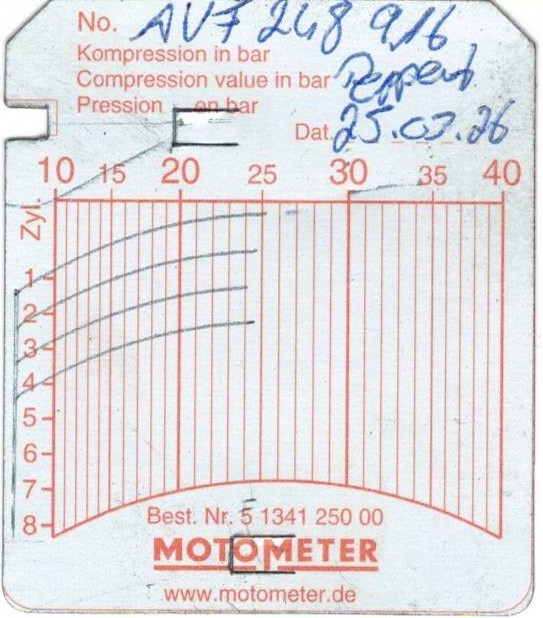 No. AVF 248 916
Kompression in bar
Compression value in bar
Pression en bar
Dat. 25.03.26
10 15 20 25 30 35 40
Zyl.
1
2
3
4
5
6
7
8
Best. Nr. 5 1341 250 00
MOTOMETER
www.motometer.de